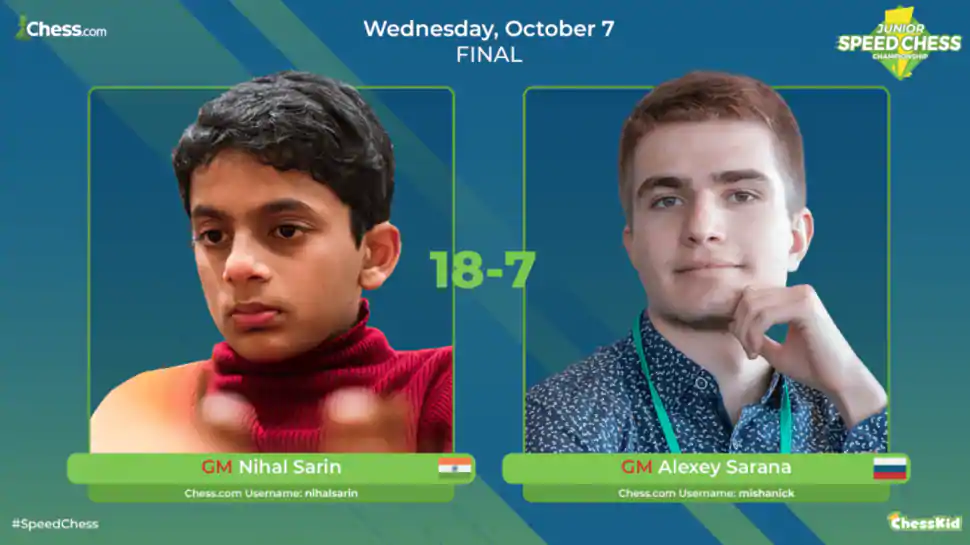 Chess.com
Wednesday, October 7
FINAL
JUNIOR
SPEED CHESS
CHAMPIONSHIP
18-7
GM Nihal Sarin
Chess.com Username: nihalsarin
GM Alexey Sarana
Chess.com Username: mishanick
#SpeedChess
ChessKid